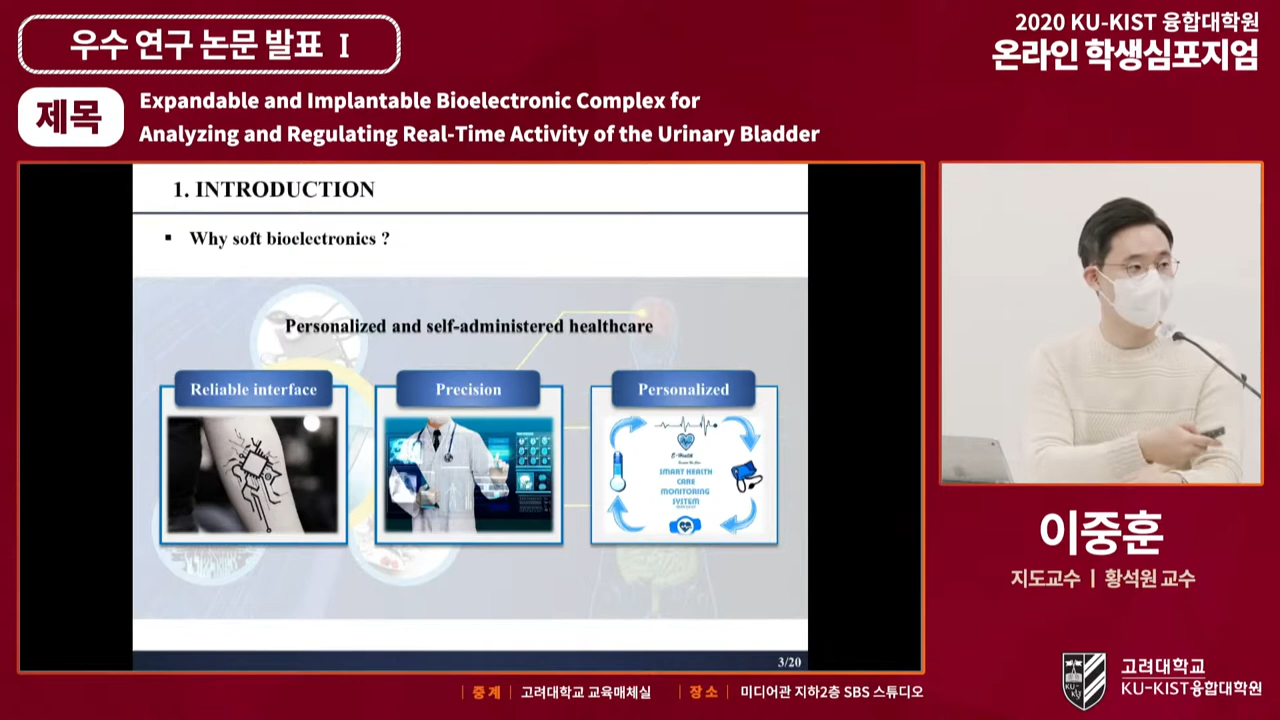 우수 연구 논문 발표 Ⅰ
2020 KU-KIST 융합대학원
온라인 학생심포지엄
제목
Expandable and Implantable Bioelectronic Complex for
Analyzing and Regulating Real-Time Activity of the Urinary Bladder
1. INTRODUCTION
▪ Why soft bioelectronics ?
Personalized and self-administered healthcare
Reliable interface
Precision
Personalized
E-Health
SMART HEALTH
CARE
MONITORING
SYSTEM
3/20
이중훈
지도교수 | 황석원 교수
KU-
KIST
고려대학교
KU-KIST융합대학원
| 중 계 | 고려대학교 교육매체실 | 장 소 | 미디어관 지하2층 SBS 스튜디오